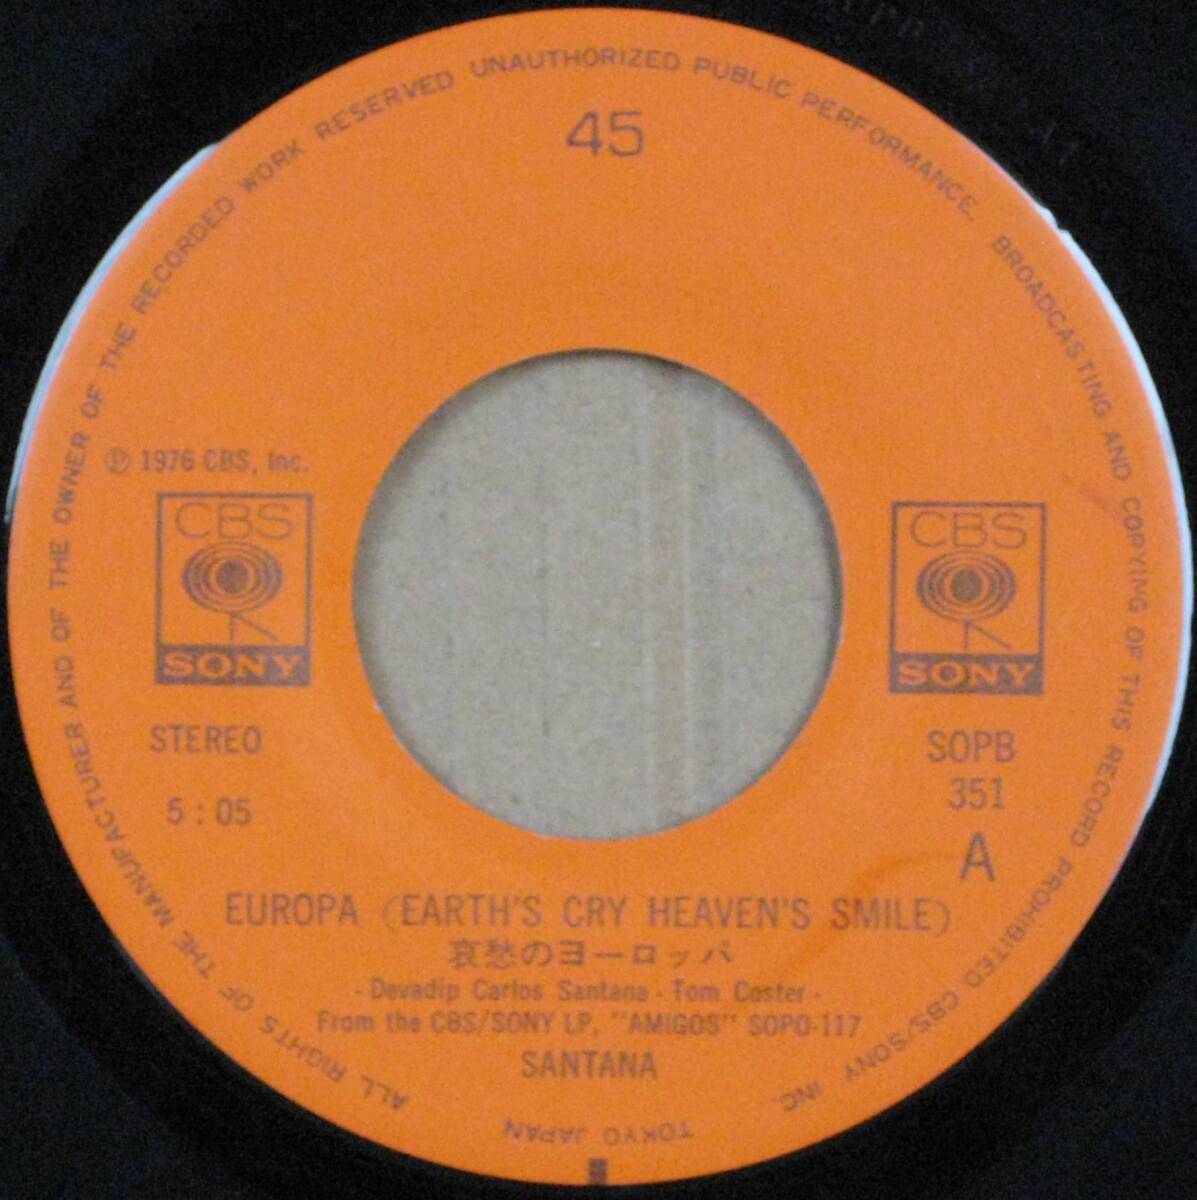 ALL RIGHTS OF THE MANUFACTURER AND OF THE OWNER OF THE RECORDED WORK RESERVED UNAUTHORIZED PUBLIC PERFORMANCE. BROADCASTING AND COPYING OF THIS RECORD PROHIBITED CBS/SONY INC.
TOKYO JAPAN
45
℗ 1976 CBS, Inc.
CBS
SONY
CBS
SONY
STEREO
5 : 05
SOPB
351
A
EUROPA (EARTH'S CRY HEAVEN'S SMILE)
哀愁のヨーロッパ
- Devadip Carlos Santana - Tom Coster -
From the CBS/SONY LP, "AMIGOS" SOPO-117
SANTANA